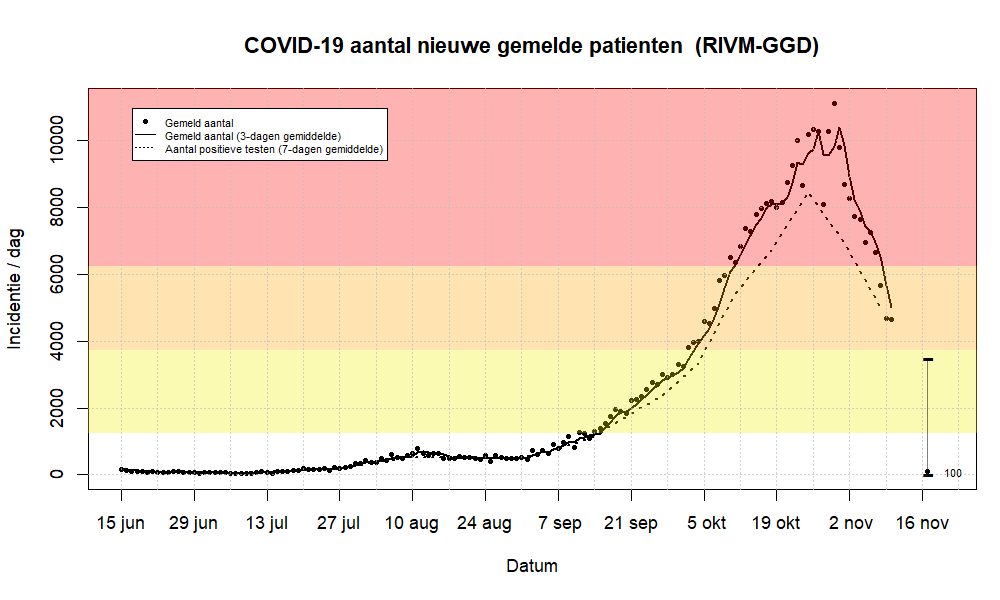 COVID-19 aantal nieuwe gemelde patienten (RIVM-GGD)
Gemeld aantal
Gemeld aantal (3-dagen gemiddelde)
Aantal positieve testen (7-dagen gemiddelde)
Incidentie / dag
10000
8000
6000
4000
2000
0
100
15 jun 29 jun 13 jul 27 jul 10 aug 24 aug 7 sep 21 sep 5 okt 19 okt 2 nov 16 nov
Datum